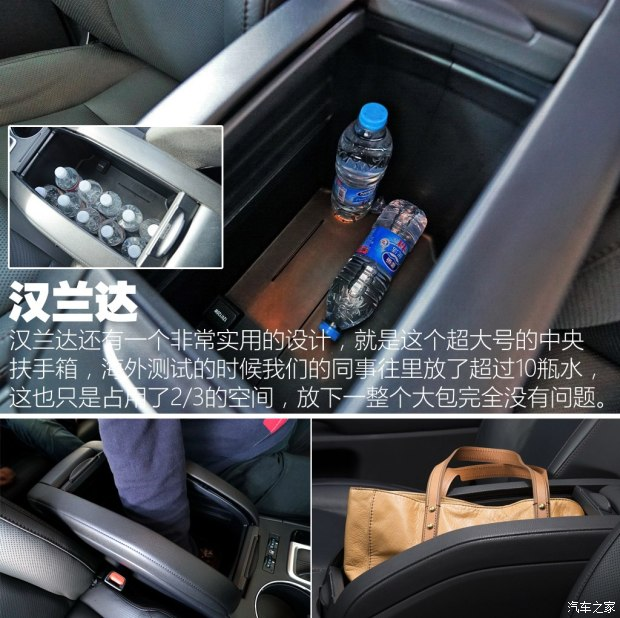 汉兰达
汉兰达还有一个非常实用的设计，就是这个超大号的中央
扶手箱，海外测试的时候我们的同事往里放了超过10瓶水，
这也只是占用了2/3的空间，放下一整个大包完全没有问题。
汽车之家